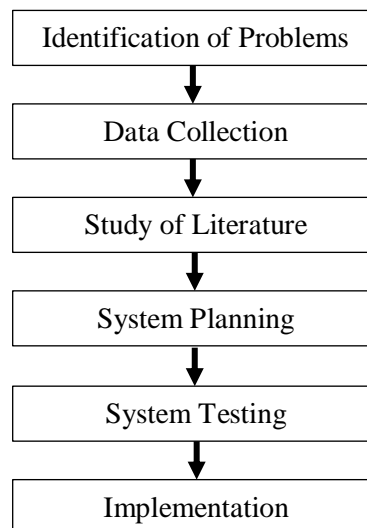 Identification of Problems
Data Collection
Study of Literature
System Planning
System Testing
Implementation